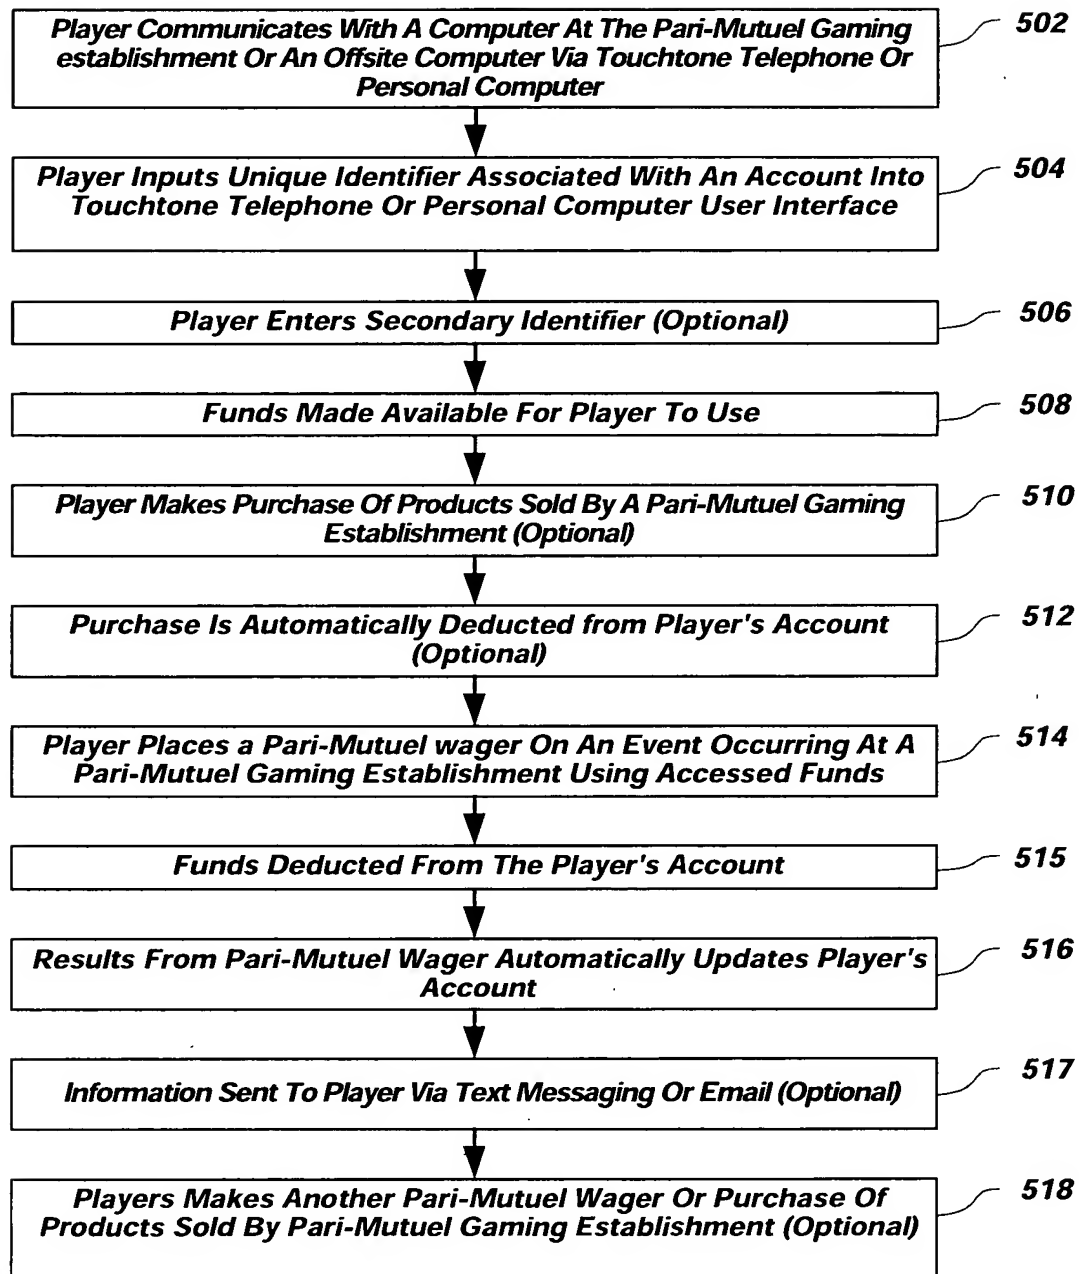 Player Communicates With A Computer At The Pari-Mutuel Gaming
establishment Or An Offsite Computer Via Touchtone Telephone Or
Personal Computer
502
Player Inputs Unique Identifier Associated With An Account Into
Touchtone Telephone Or Personal Computer User Interface
504
Player Enters Secondary Identifier (Optional)
506
Funds Made Available For Player To Use
508
Player Makes Purchase Of Products Sold By A Pari-Mutuel Gaming
Establishment (Optional)
510
Purchase Is Automatically Deducted from Player's Account
(Optional)
512
Player Places a Pari-Mutuel wager On An Event Occurring At A
Pari-Mutuel Gaming Establishment Using Accessed Funds
514
Funds Deducted From The Player's Account
515
Results From Pari-Mutuel Wager Automatically Updates Player's
Account
516
Information Sent To Player Via Text Messaging Or Email (Optional)
517
Players Makes Another Pari-Mutuel Wager Or Purchase Of
Products Sold By Pari-Mutuel Gaming Establishment (Optional)
518